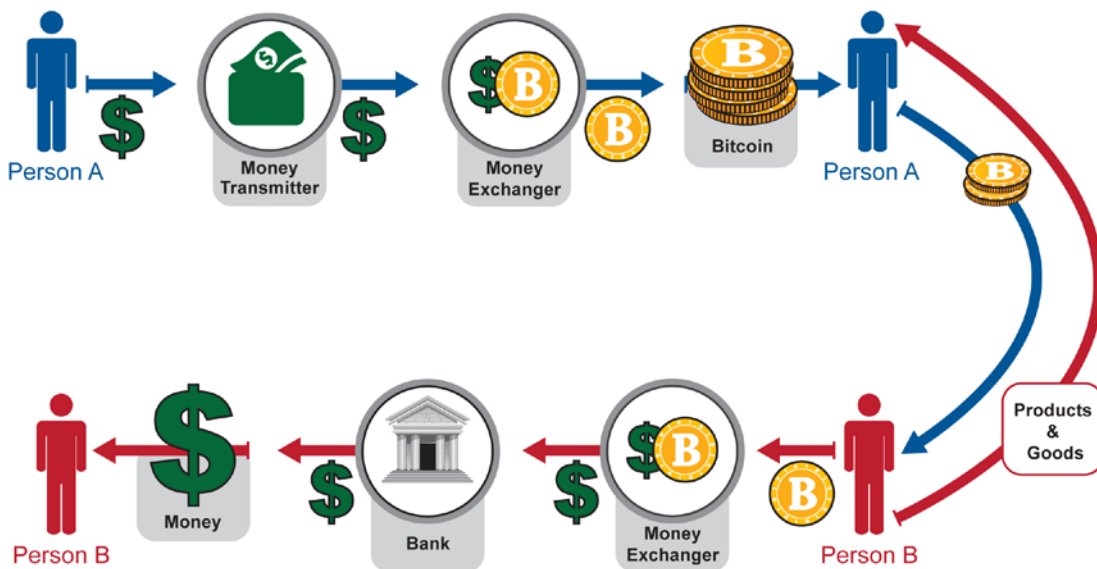 Person A
Money
Transmitter
Money
Exchanger
Bitcoin
Person A
Products
&
Goods
Person B
Money
Bank
Money
Exchanger
Person B